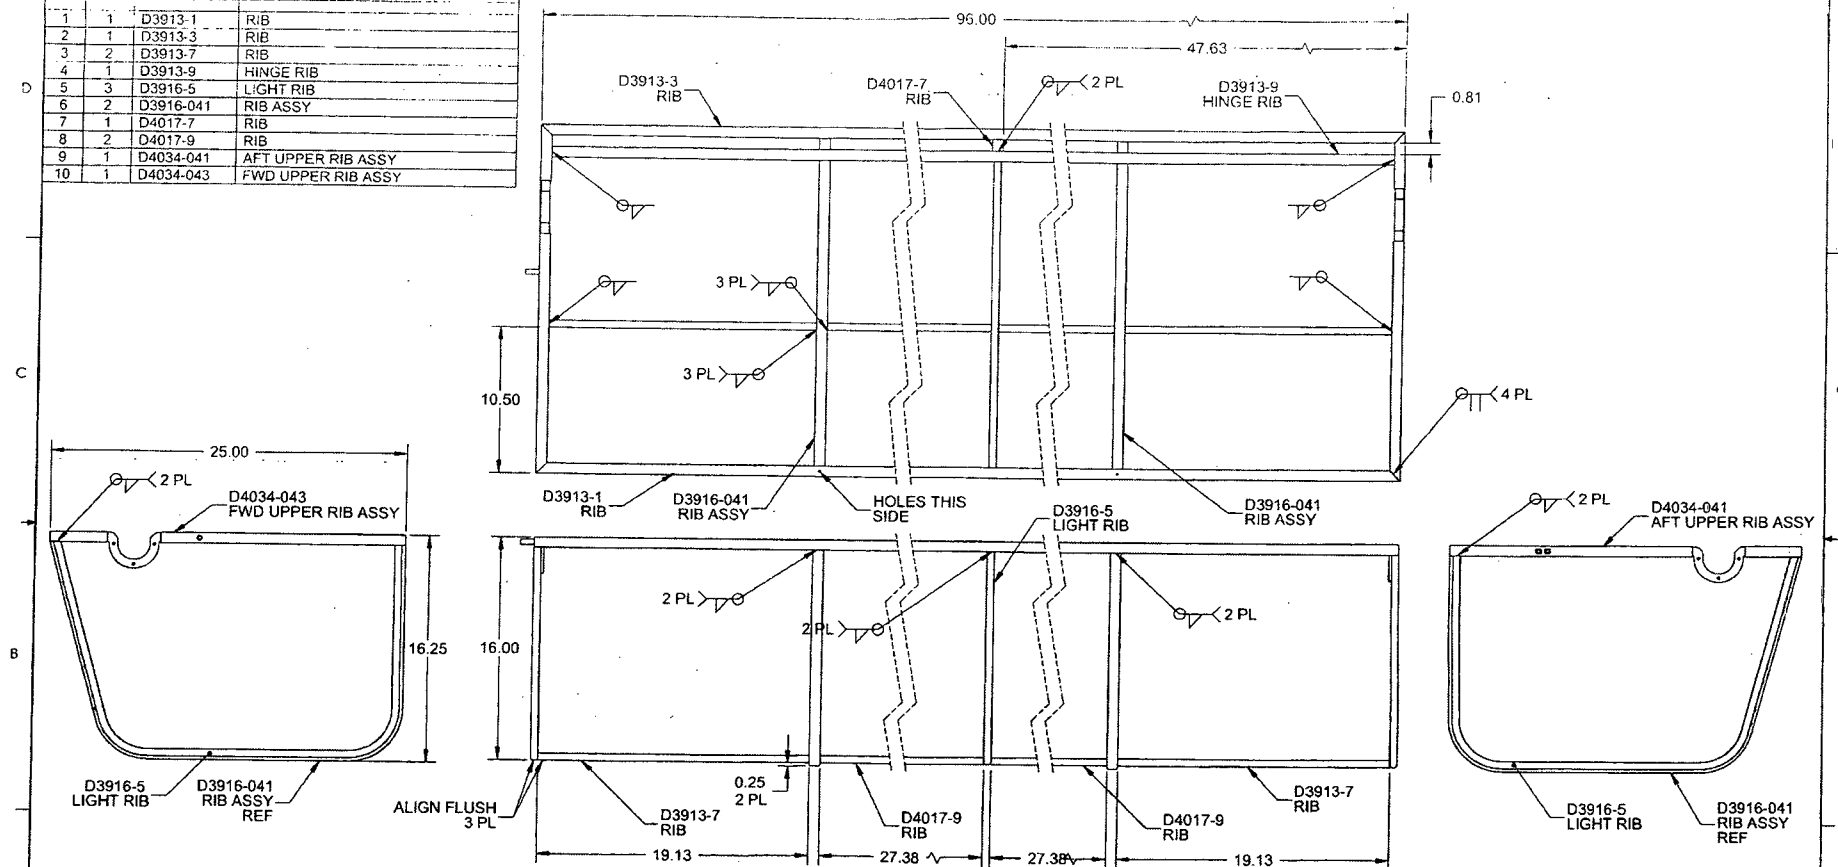 1 1 D3913-1 RIB
2 1 D3913-3 RIB
3 2 D3913-7 RIB
4 1 D3913-9 HINGE RIB
5 3 D3916-5 LIGHT RIB
6 2 D3916-041 RIB ASSY
7 1 D4017-7 RIB
8 2 D4017-9 RIB
9 1 D4034-041 AFT UPPER RIB ASSY
10 1 D4034-043 FWD UPPER RIB ASSY
D
C
B
96.00
47.63
D3913-3
RIB
D4017-7
RIB
2 PL
D3913-9
HINGE RIB
0.81
3 PL
3 PL
10.50
4 PL
D3913-1
RIB
D3916-041
RIB ASSY
HOLES THIS
SIDE
D3916-041
RIB ASSY
25.00
2 PL
D4034-043
FWD UPPER RIB ASSY
16.25
D3916-5
LIGHT RIB
D3916-041
RIB ASSY
REF
D3916-5
LIGHT RIB
16.00
2 PL
2 PL
2 PL
ALIGN FLUSH
3 PL
D3913-7
RIB
0.25
2 PL
D4017-9
RIB
D4017-9
RIB
D3913-7
RIB
19.13
27.38
27.38
19.13
2 PL
D4034-041
AFT UPPER RIB ASSY
D3916-5
LIGHT RIB
D3916-041
RIB ASSY
REF